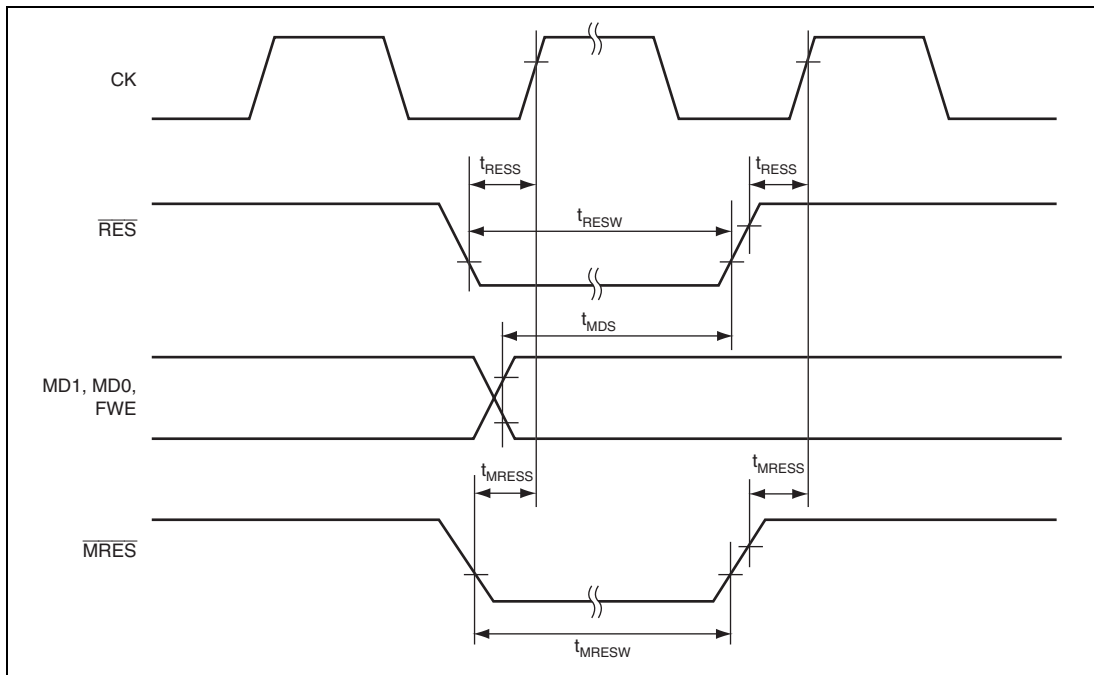 CK
tRESS
tRESS
tRESW
RES
tMDS
MD1, MD0,
FWE
tMRESS
tMRESS
MRES
tMRESW